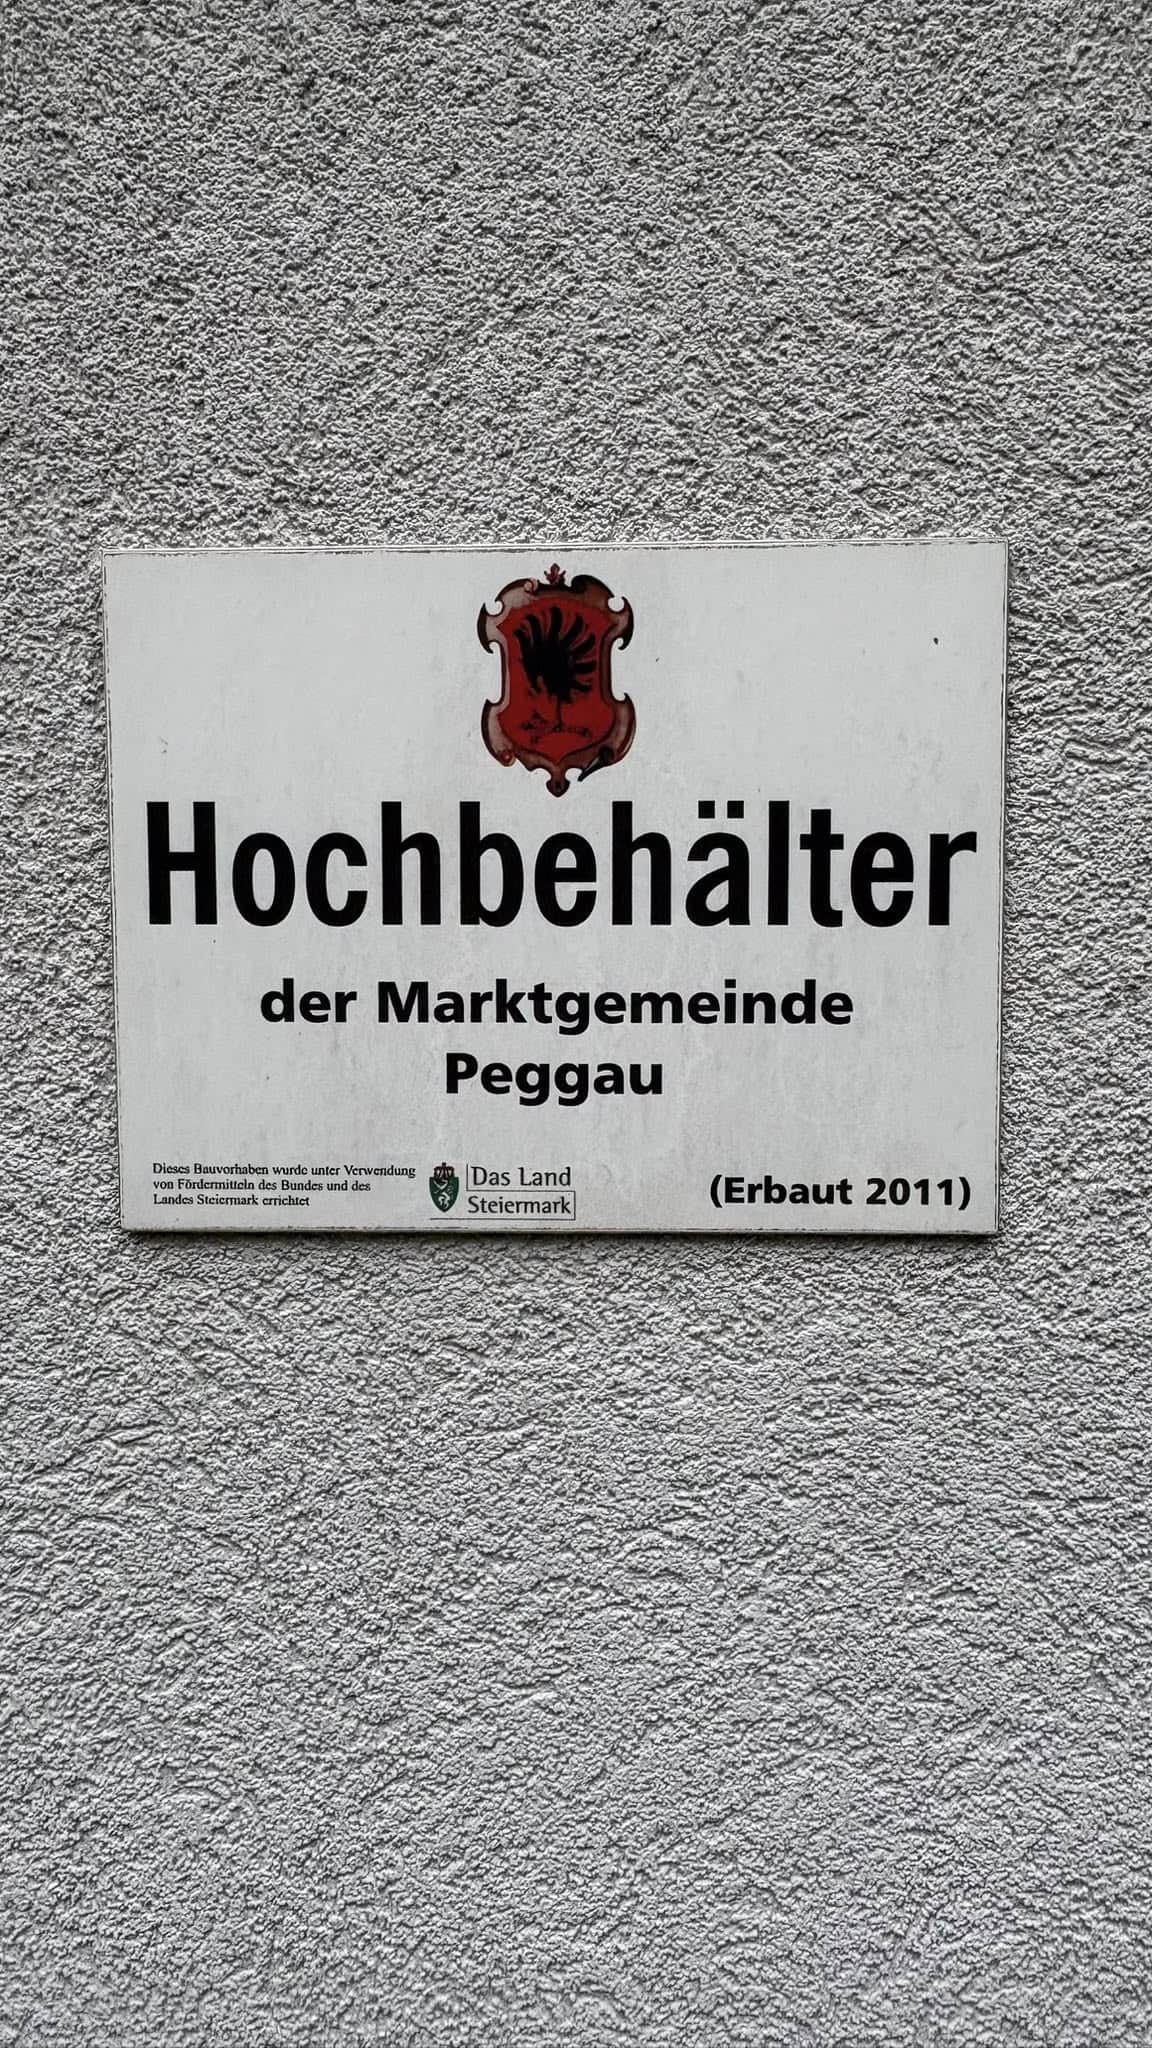 Hochbehälter
der Marktgemeinde
Peggau
Dieses Bauvorhaben wurde unter Verwendung
von Fördermitteln des Bundes und des
Landes Steiermark errichtet
Das Land
Steiermark
(Erbaut 2011)